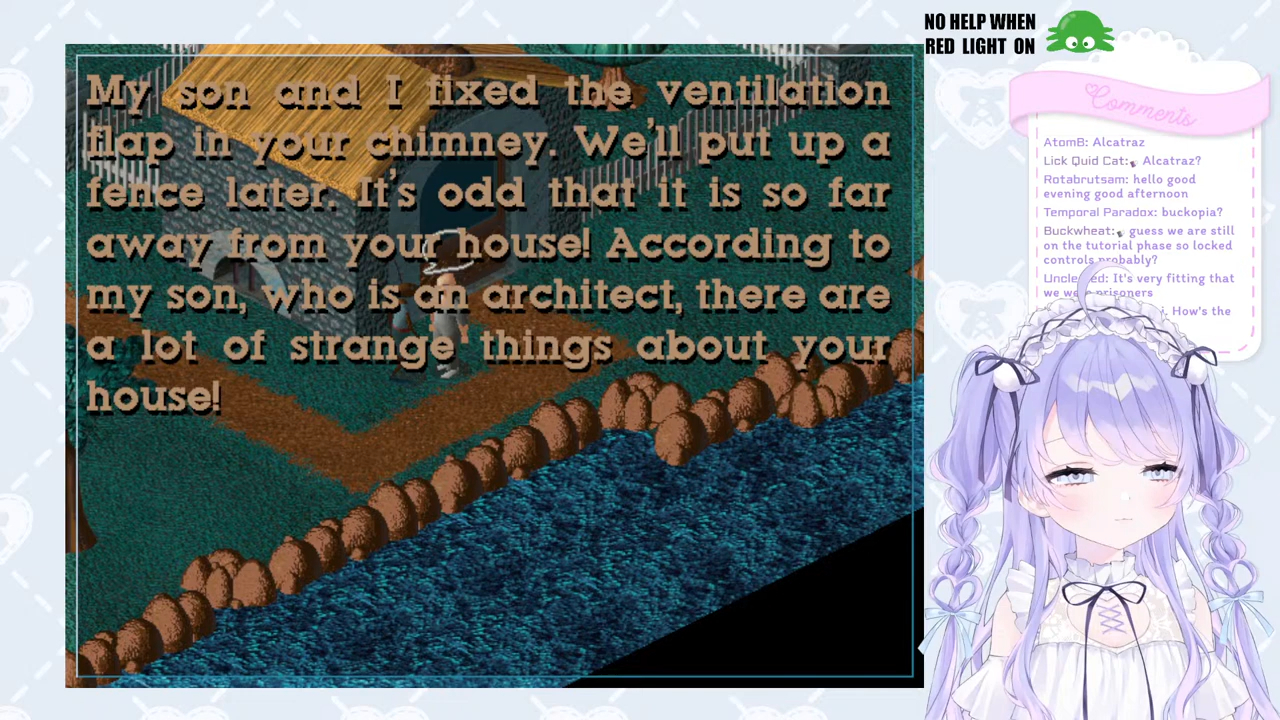 NO HELP WHEN
RED LIGHT ON
My son and I fixed the ventilation
flap in your chimney. We'll put up a
fence later. It's odd that it is so far
away from your house! According to
my son, who is an architect, there are
a lot of strange things about your
house!
Comments
AtomB: Alcatraz
Lick Quid Cat: Alcatraz?
Rotabrutsam: hello good
evening good afternoon
Temporal Paradox: buckopia?
Buckwheat: guess we are still
on the tutorial phase so locked
controls probably?
It's very fitting that
we were prisoners
How's the